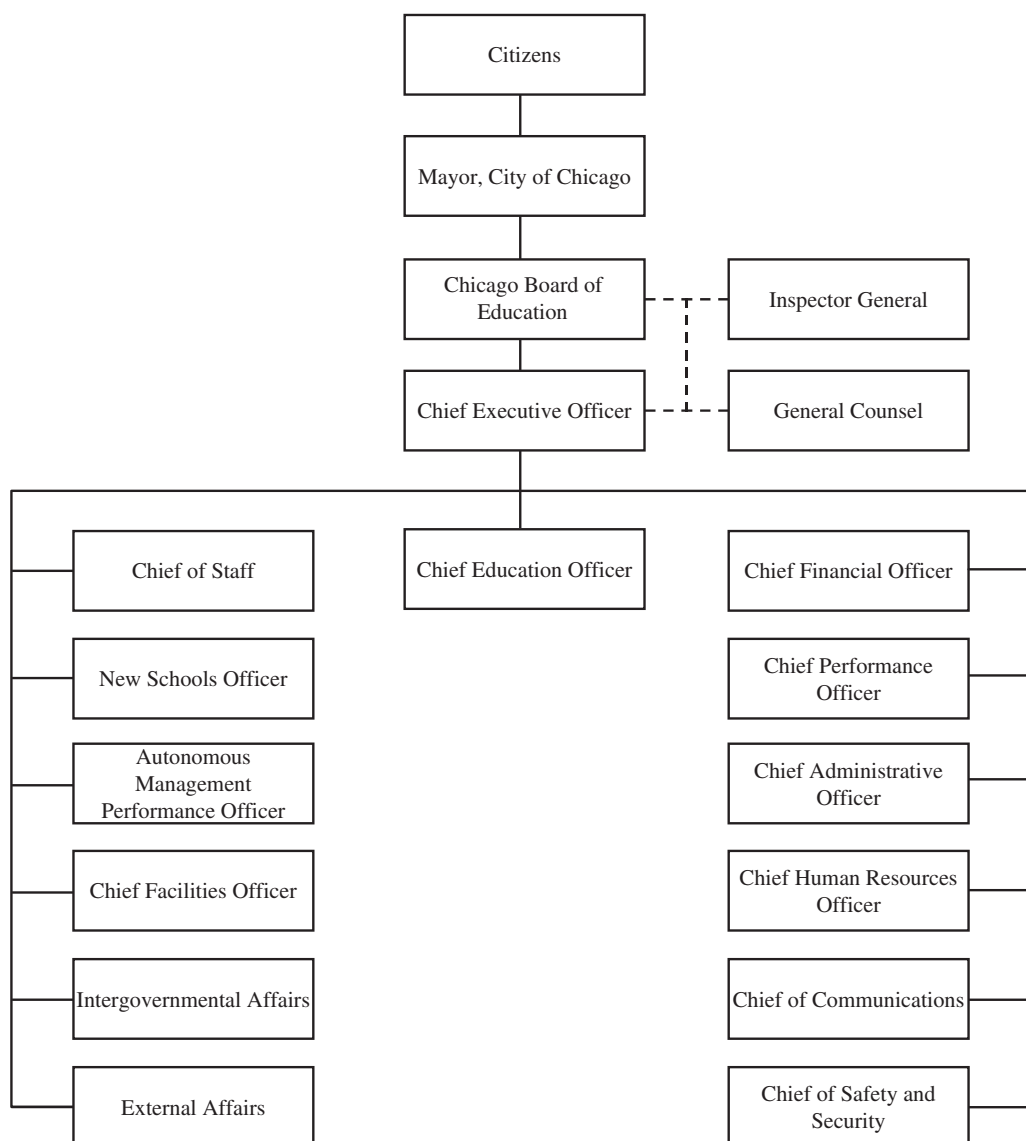 Citizens
Mayor, City of Chicago
Chicago Board of
Education
Inspector General
Chief Executive Officer
General Counsel
Chief of Staff
Chief Education Officer
Chief Financial Officer
New Schools Officer
Chief Performance
Officer
Autonomous
Management
Performance Officer
Chief Administrative
Officer
Chief Facilities Officer
Chief Human Resources
Officer
Intergovernmental Affairs
Chief of Communications
External Affairs
Chief of Safety and
Security